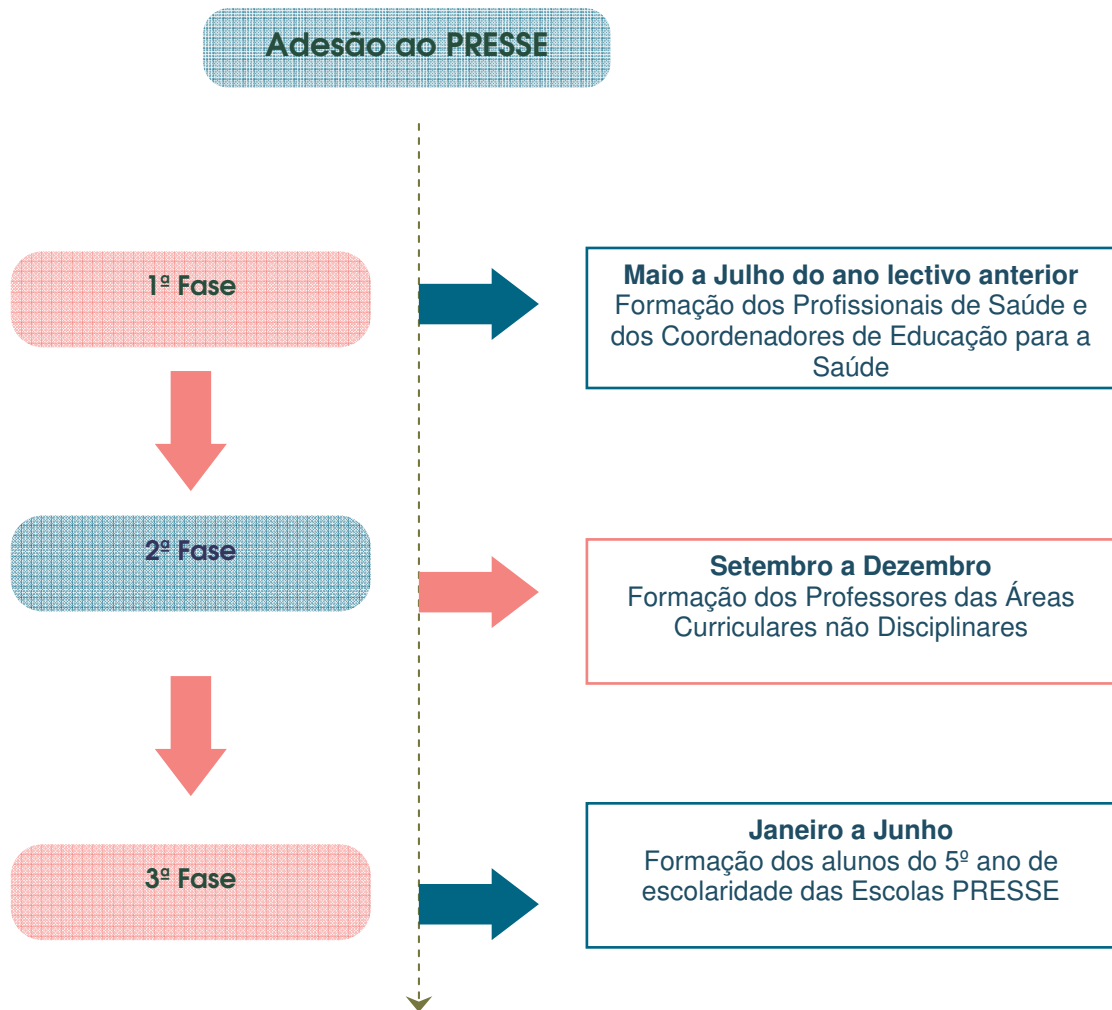 Adesão ao PRESSE
1ª Fase
Maio a Julho do ano lectivo anterior
Formação dos Profissionais de Saúde e
dos Coordenadores de Educação para a
Saúde
2ª Fase
Setembro a Dezembro
Formação dos Professores das Áreas
Curriculares não Disciplinares
3ª Fase
Janeiro a Junho
Formação dos alunos do 5º ano de
escolaridade das Escolas PRESSE